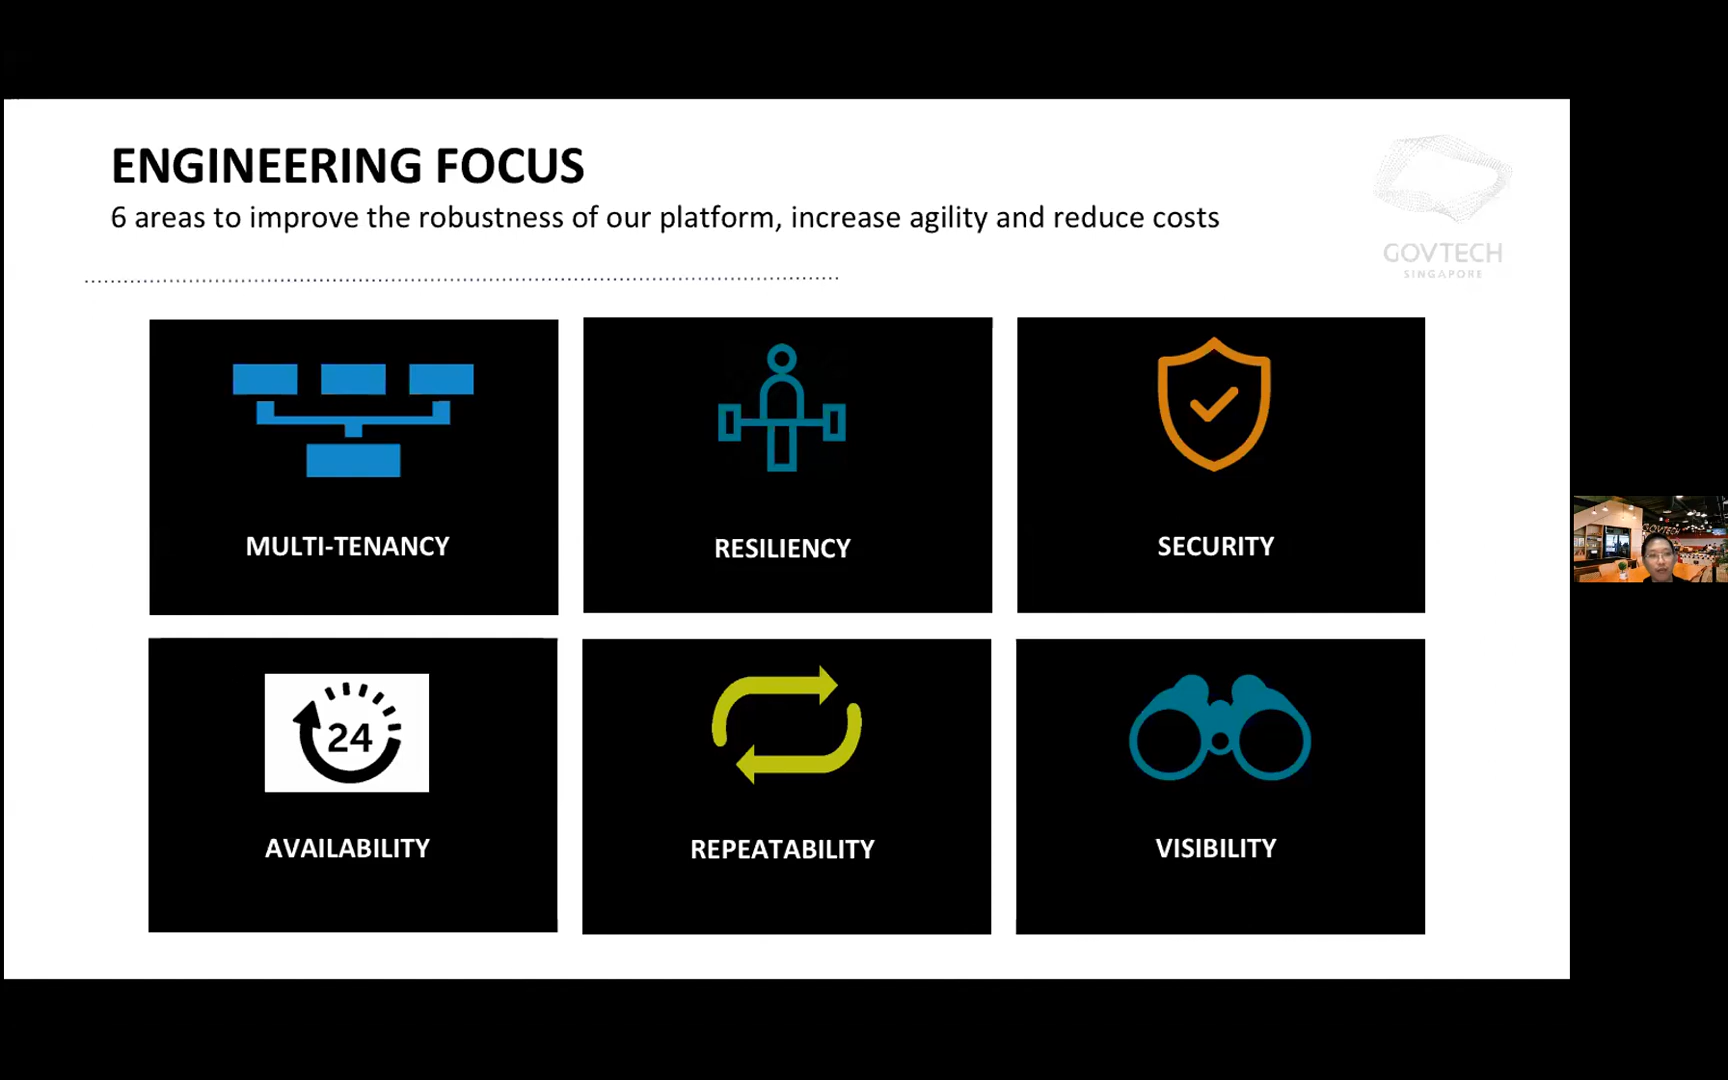 ENGINEERING FOCUS
6 areas to improve the robustness of our platform, increase agility and reduce costs
GOVTECH
SINGAPORE
MULTI-TENANCY
RESILIENCY
SECURITY
24
AVAILABILITY
REPEATABILITY
VISIBILITY